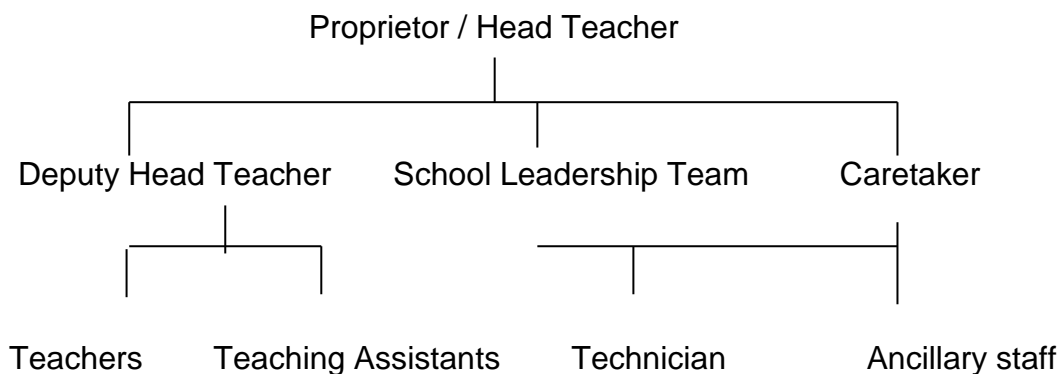 Proprietor / Head Teacher
Deputy Head Teacher School Leadership Team Caretaker
Teachers Teaching Assistants Technician Ancillary staff